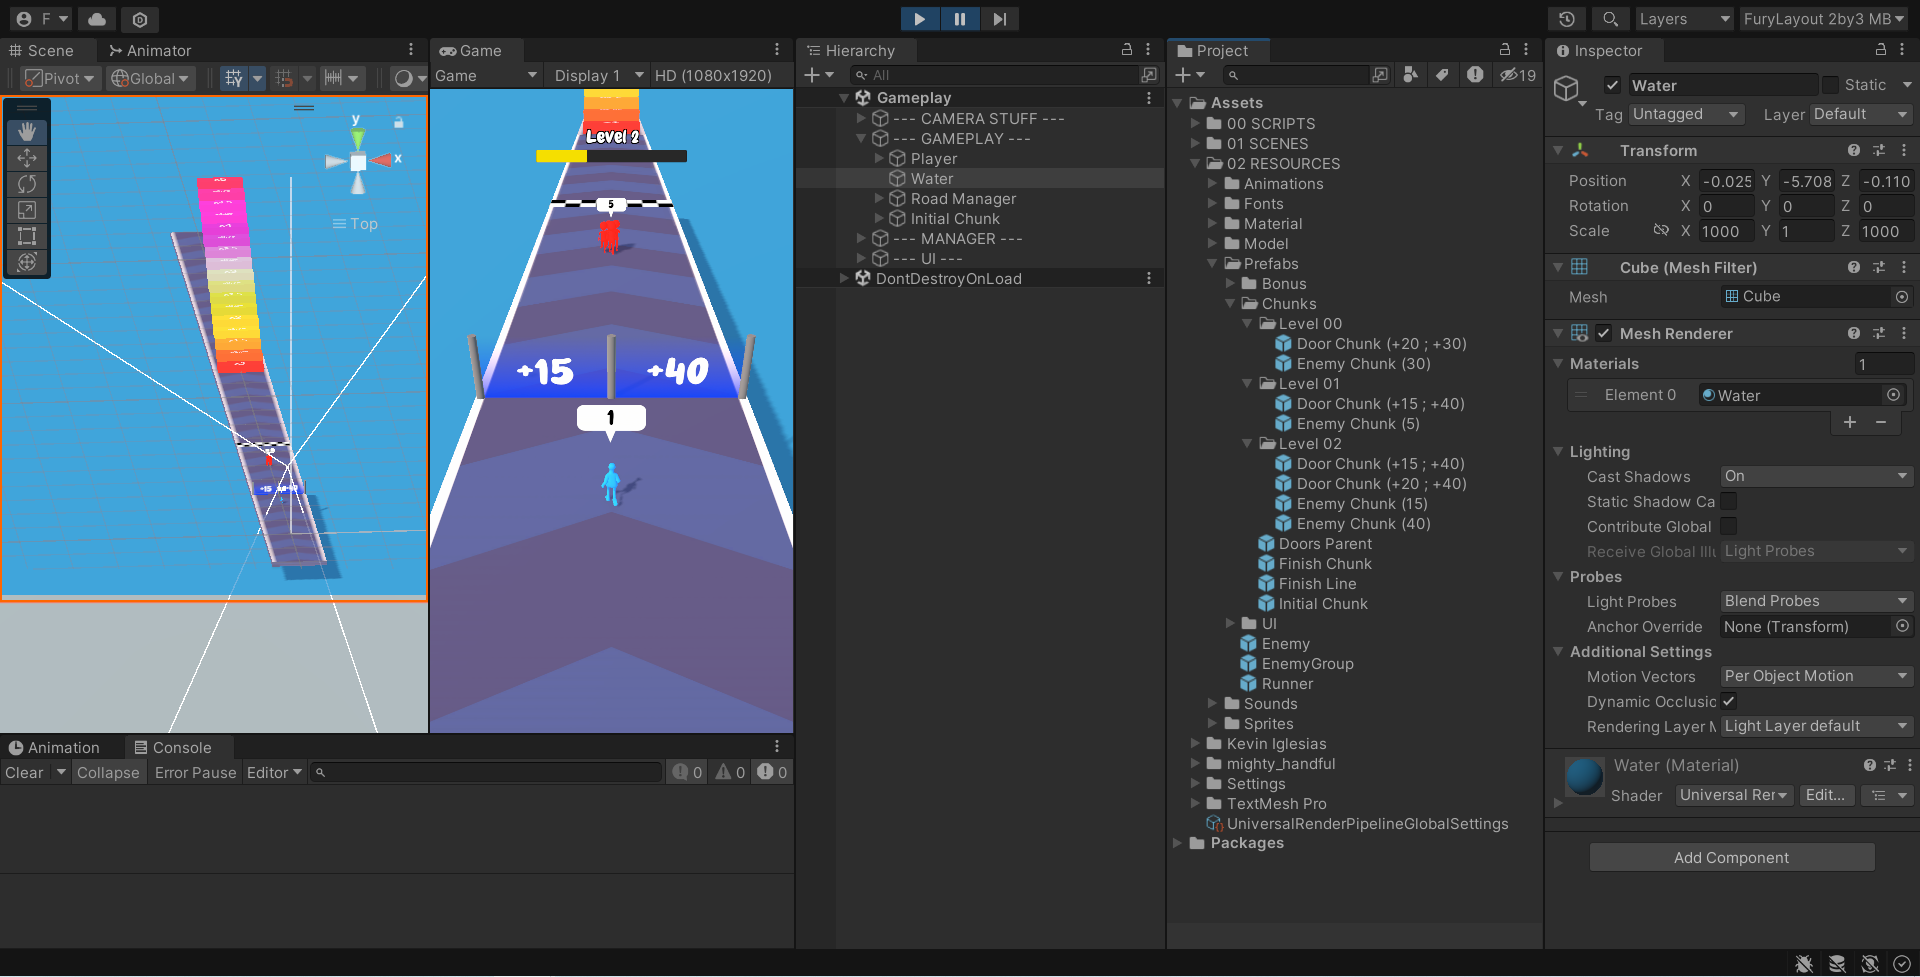 F
Layers
FuryLayout 2by3 MB
Scene
Animator
Pivot
Global
y
x
Top
Game
Game
Display 1
HD (1080x1920)
Level 2
5
+15
+40
1
Hierarchy
All
Gameplay
--- CAMERA STUFF ---
--- GAMEPLAY ---
Player
Water
Road Manager
Initial Chunk
--- MANAGER ---
--- UI ---
DontDestroyOnLoad
Project
19
Assets
00 SCRIPTS
01 SCENES
02 RESOURCES
Animations
Fonts
Material
Model
Prefabs
Bonus
Chunks
Level 00
Door Chunk (+20 ; +30)
Enemy Chunk (30)
Level 01
Door Chunk (+15 ; +40)
Enemy Chunk (5)
Level 02
Door Chunk (+15 ; +40)
Door Chunk (+20 ; +40)
Enemy Chunk (15)
Enemy Chunk (40)
Doors Parent
Finish Chunk
Finish Line
Initial Chunk
UI
Enemy
EnemyGroup
Runner
Sounds
Sprites
Kevin Iglesias
mighty_handful
Settings
TextMesh Pro
UniversalRenderPipelineGlobalSettings
Packages
Inspector
Water
Static
Tag Untagged Layer Default
Transform
Position X -0.025 Y -5.708 Z -0.110
Rotation X 0 Y 0 Z 0
Scale X 1000 Y 1 Z 1000
Cube (Mesh Filter)
Mesh Cube
Mesh Renderer
Materials 1
Element 0 Water
Lighting
Cast Shadows On
Static Shadow Ca
Contribute Global
Receive Global Illu Light Probes
Probes
Light Probes Blend Probes
Anchor Override None (Transform)
Additional Settings
Motion Vectors Per Object Motion
Dynamic Occlusic
Rendering Layer M Light Layer default
Water (Material)
Shader Universal Rer Edit...
Add Component
Animation
Console
Clear
Collapse
Error Pause
Editor
0
0
0